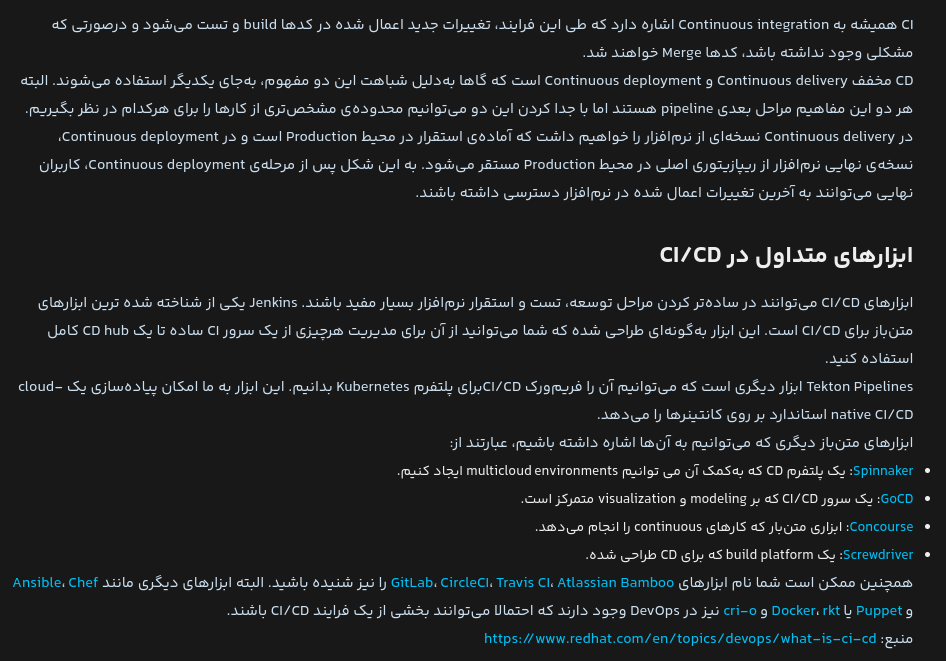 CI همیشه به Continuous integration اشاره دارد که طی این فرایند، تغییرات جدید اعمال شده در کدها build و تست می‌شود و درصورتی که
مشکلی وجود نداشته باشد، کدها Merge خواهند شد.
CD مخفف Continuous delivery و Continuous deployment است که گاها به‌دلیل شباهت این دو مفهوم، به‌جای یکدیگر استفاده می‌شوند. البته
هر دو این مفاهیم مراحل بعدی pipeline هستند اما با جدا کردن این دو می‌توانیم محدوده‌ی مشخص‌تری از کارها را برای هرکدام در نظر بگیریم.
در Continuous delivery نسخه‌ای از نرم‌افزار را خواهیم داشت که آماده‌ی استقرار در محیط Production است و در Continuous deployment،
نسخه‌ی نهایی نرم‌افزار از ریپازیتوری اصلی در محیط Production مستقر می‌شود. به این شکل پس از مرحله‌ی Continuous deployment، کاربران
نهایی می‌توانند به آخرین تغییرات اعمال شده در نرم‌افزار دسترسی داشته باشند.
ابزارهای متداول در CI/CD
ابزارهای CI/CD می‌توانند در ساده‌تر کردن مراحل توسعه، تست و استقرار نرم‌افزار بسیار مفید باشند. Jenkins یکی از شناخته شده ترین ابزارهای
متن‌باز برای CI/CD است. این ابزار به‌گونه‌ای طراحی شده که شما می‌توانید از آن برای مدیریت هرچیزی از یک سرور CI ساده تا یک CD hub کامل
استفاده کنید.
Tekton Pipelines ابزار دیگری است که می‌توانیم آن را فریم‌ورک CI/CDبرای پلتفرم Kubernetes بدانیم. این ابزار به ما امکان پیاده‌سازی یک cloud-
native CI/CD استاندارد بر روی کانتینرها را می‌دهد.
ابزارهای متن‌باز دیگری که می‌توانیم به آن‌ها اشاره داشته باشیم، عبارتند از:
Spinnaker: یک پلتفرم CD که به‌کمک آن می توانیم multicloud environments ایجاد کنیم.
GoCD: یک سرور CI/CD که بر modeling و visualization متمرکز است.
Concourse: ابزاری متن‌بار که کارهای continuous را انجام می‌دهد.
Screwdriver: یک build platform که برای CD طراحی شده.
همچنین ممکن است شما نام ابزارهای GitLab، CircleCI، Travis CI، Atlassian Bamboo را نیز شنیده باشید. البته ابزارهای دیگری مانند Ansible، Chef
و Puppet یا Docker، rkt و cri-o نیز در DevOps وجود دارند که احتمالا می‌توانند بخشی از یک فرایند CI/CD باشند.
منبع: https://www.redhat.com/en/topics/devops/what-is-ci-cd